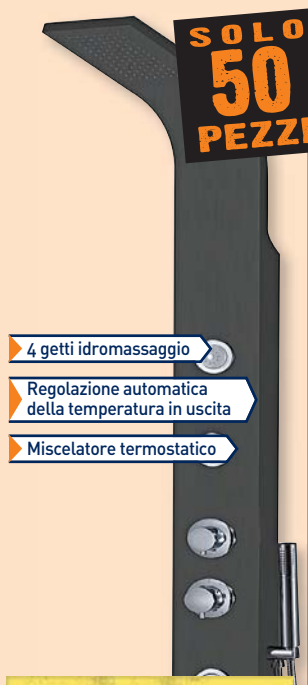 SOLO
50
PEZZI
4 getti idromassaggio
Regolazione automatica
della temperatura in uscita
Miscelatore termostatico